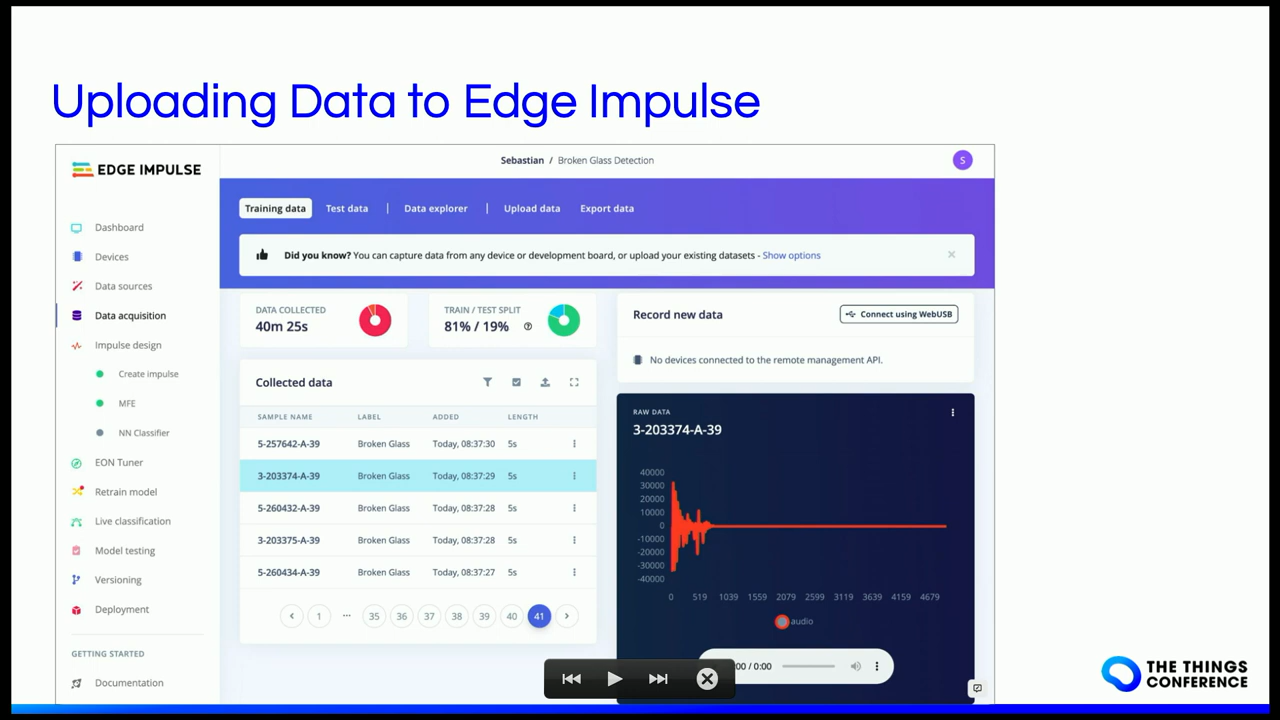 Uploading Data to Edge Impulse
EDGE IMPULSE
Sebastian / Broken Glass Detection
S
Training data Test data | Data explorer | Upload data Export data
Did you know? You can capture data from any device or development board, or upload your existing datasets - Show options
Dashboard
Devices
Data sources
Data acquisition
Impulse design
Create impulse
MFE
NN Classifier
EON Tuner
Retrain model
Live classification
Model testing
Versioning
Deployment
GETTING STARTED
Documentation
DATA COLLECTED
40m 25s
TRAIN / TEST SPLIT
81% / 19%
Collected data
SAMPLE NAME LABEL ADDED LENGTH
5-257642-A-39 Broken Glass Today, 08:37:30 5s
3-203374-A-39 Broken Glass Today, 08:37:29 5s
5-260432-A-39 Broken Glass Today, 08:37:28 5s
3-203375-A-39 Broken Glass Today, 08:37:28 5s
5-260434-A-39 Broken Glass Today, 08:37:27 5s
< 1 ... 35 36 37 38 39 40 41 >
Record new data
Connect using WebUSB
No devices connected to the remote management API.
RAW DATA
3-203374-A-39
40000
30000
20000
10000
0
-10000
-20000
-30000
-40000
0 519 1039 1559 2079 2599 3119 3639 4159 4679
audio
00 / 0:00
THE THINGS
CONFERENCE